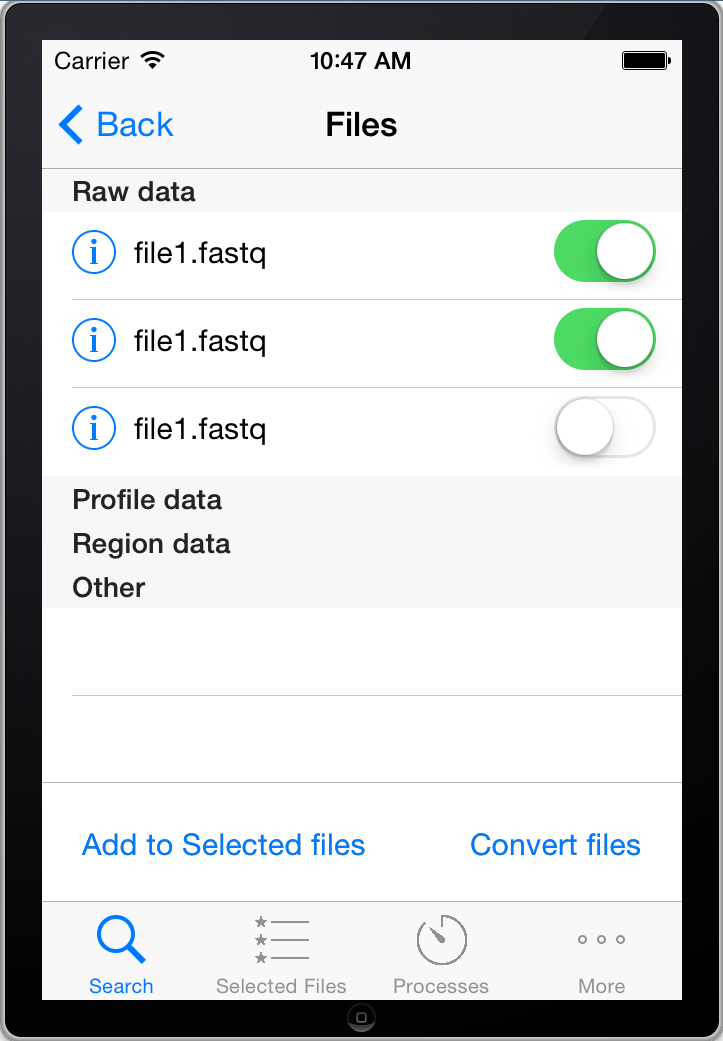 Carrier 10:47 AM
Back Files
Raw data
file1.fastq
file1.fastq
file1.fastq
Profile data
Region data
Other
Add to Selected files Convert files
Search Selected Files Processes More